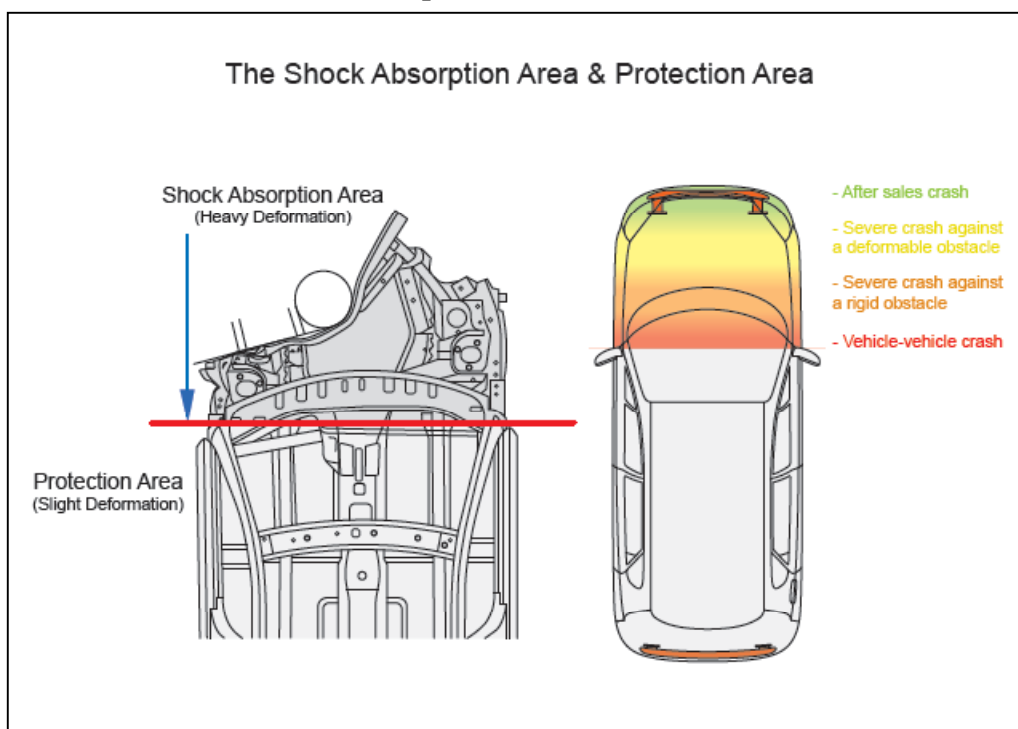 The Shock Absorption Area & Protection Area
Shock Absorption Area
(Heavy Deformation)
Protection Area
(Slight Deformation)
- After sales crash
- Severe crash against
a deformable obstacle
- Severe crash against
a rigid obstacle
- Vehicle-vehicle crash